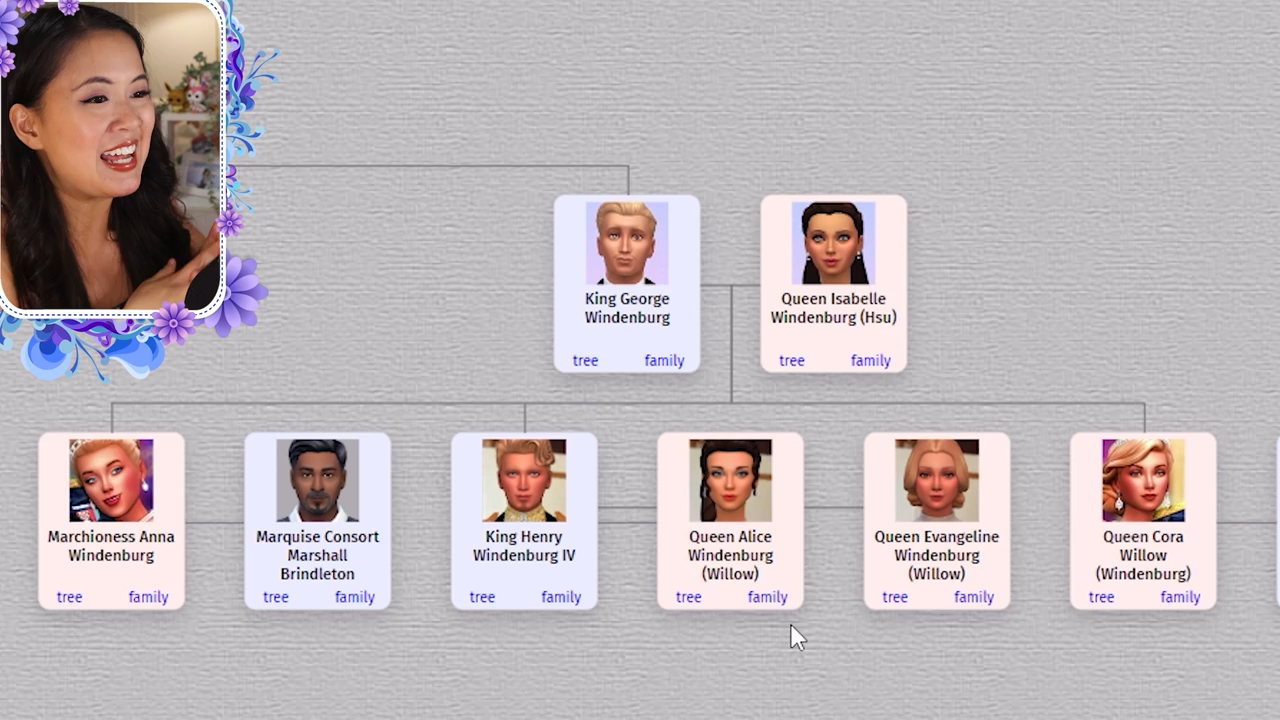 King George
Windenburg
tree family
Queen Isabelle
Windenburg (Hsu)
tree family
Marchioness Anna
Windenburg
tree family
Marquise Consort
Marshall
Brindleton
tree family
King Henry
Windenburg IV
tree family
Queen Alice
Windenburg
(Willow)
tree family
Queen Evangeline
Windenburg
(Willow)
tree family
Queen Cora
Willow
(Windenburg)
tree family